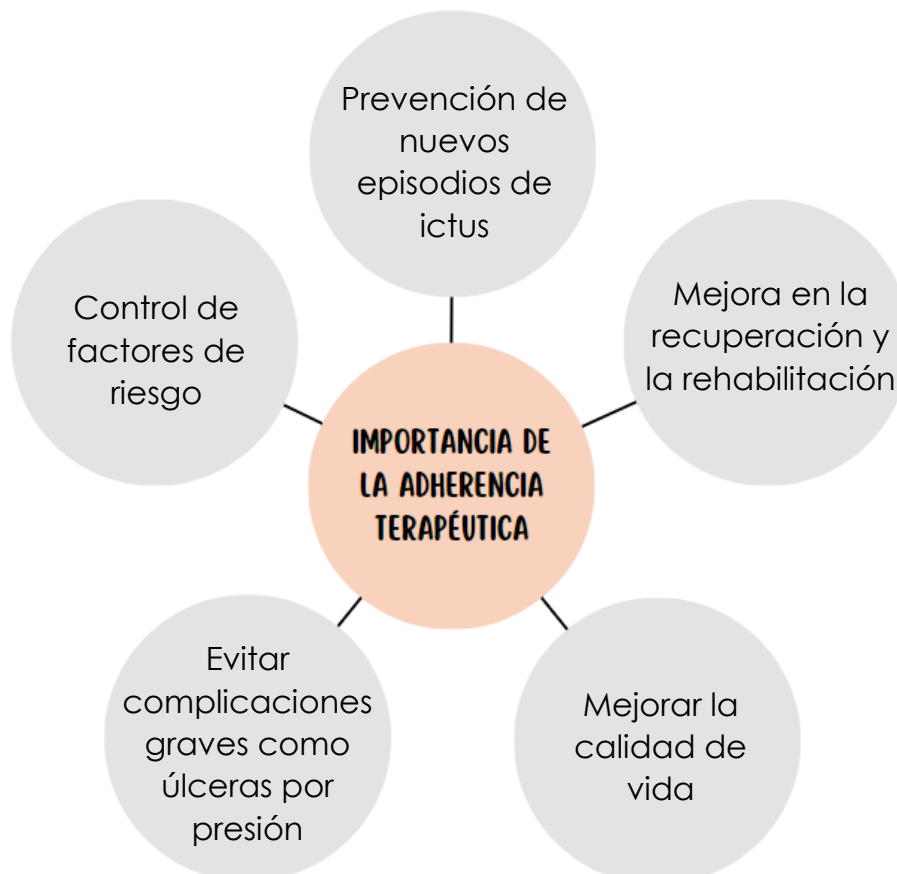 Prevención de
nuevos
episodios de
ictus
Control de
factores de
riesgo
Mejora en la
recuperación y
la rehabilitación
IMPORTANCIA DE
LA ADHERENCIA
TERAPÉUTICA
Evitar
complicaciones
graves como
úlceras por
presión
Mejorar la
calidad de
vida